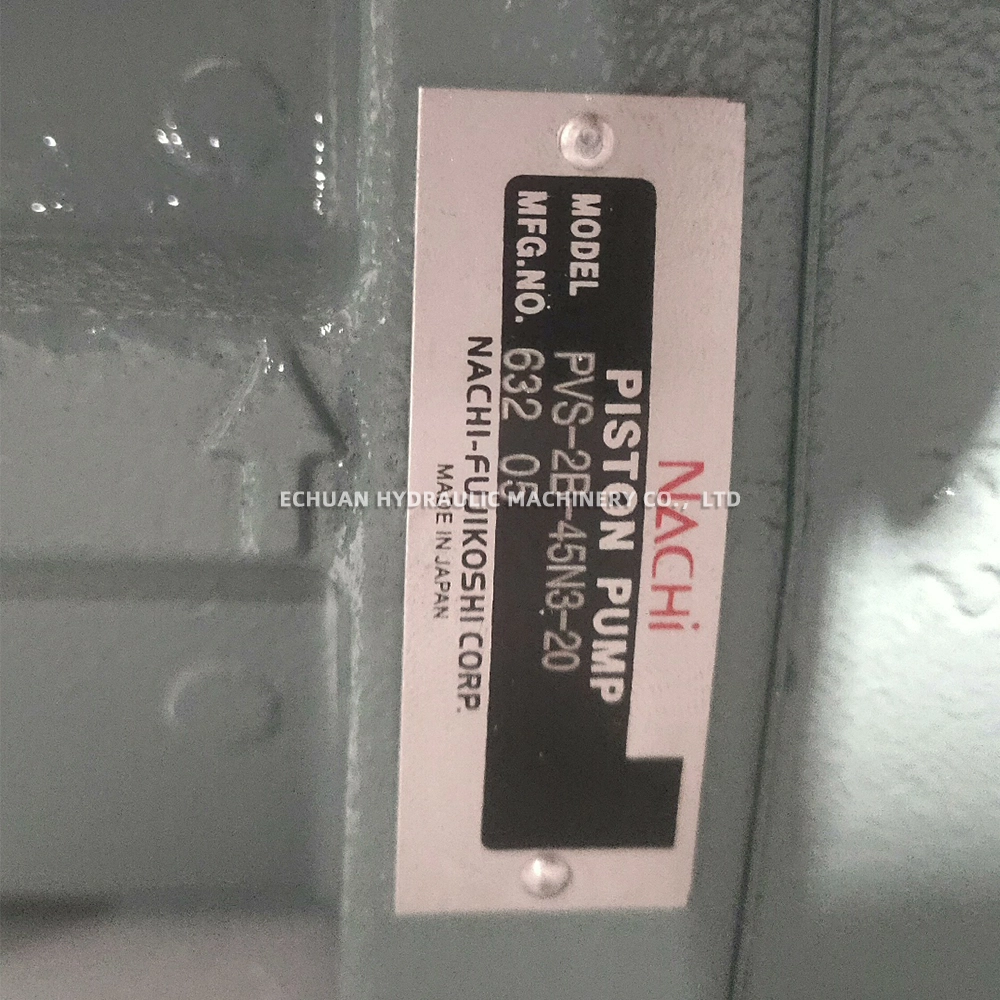 NACHi
PISTON PUMP
MODEL PVS-2B-45N3-20
MFG.NO. 632 05
NACHI-FUJIKOSHI CORP.
MADE IN JAPAN
ECHUAN HYDRAULIC MACHINERY CO., LTD